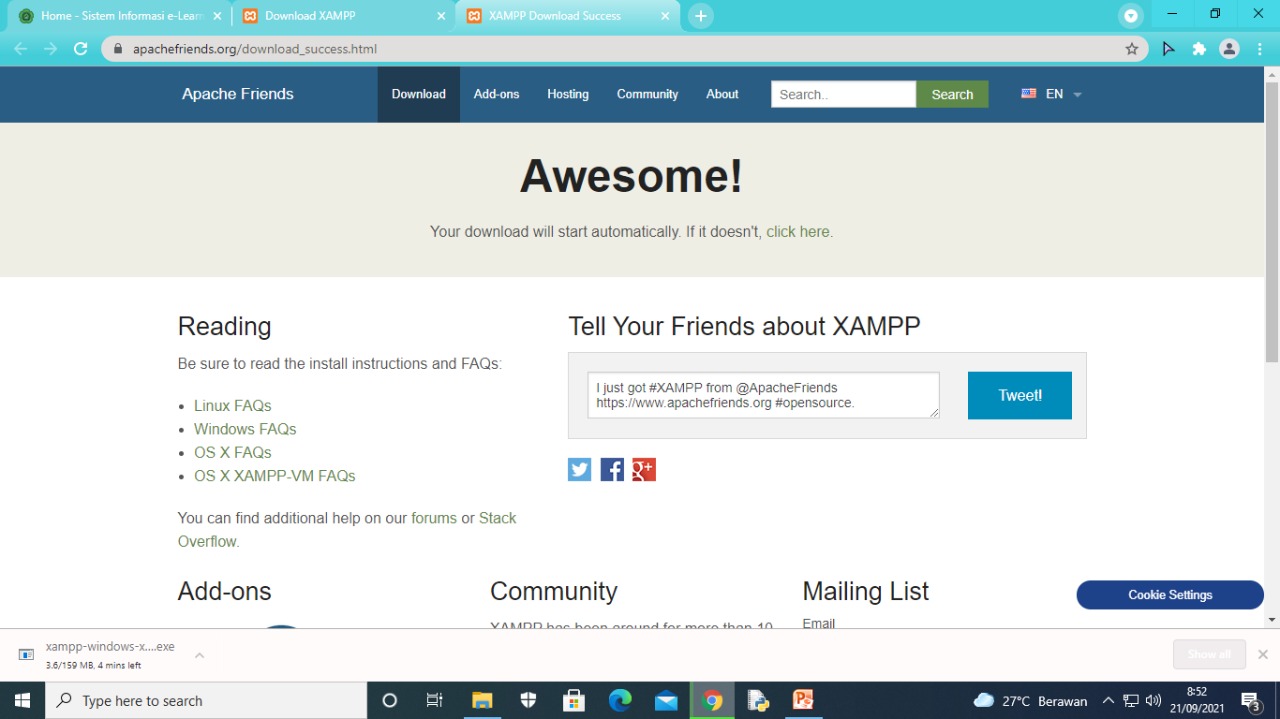 Home - Sistem Informasi e-Learn
Download XAMPP
XAMPP Download Success
apachefriends.org/download_success.html
Apache Friends
Download
Add-ons
Hosting
Community
About
Search..
Search
EN
Awesome!
Your download will start automatically. If it doesn't, click here.
Reading
Be sure to read the install instructions and FAQs:
Linux FAQs
Windows FAQs
OS X FAQs
OS X XAMPP-VM FAQs
You can find additional help on our forums or Stack
Overflow.
Tell Your Friends about XAMPP
I just got #XAMPP from @ApacheFriends
https://www.apachefriends.org #opensource.
Tweet!
Add-ons
Community
XAMPP has been around for more than 10
Mailing List
Email
Cookie Settings
xampp-windows-x....exe
3.6/159 MB, 4 mins left
Show all
Type here to search
27°C Berawan
8:52
21/09/2021
3